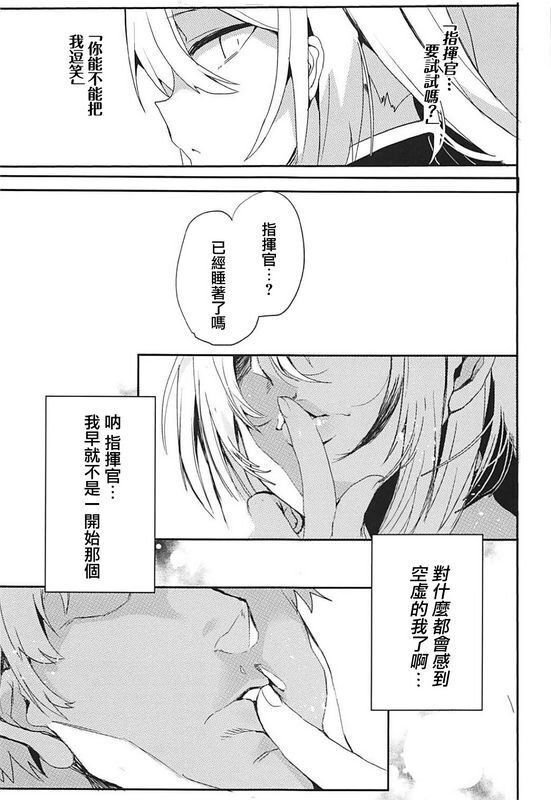 「指揮官…
要試試嗎？
「你能不能把
我逗笑」
指揮官…?
已經睡著了嗎
吶 指揮官…
我早就不是一開始那個
對什麼都會感到
空虛的我了啊…